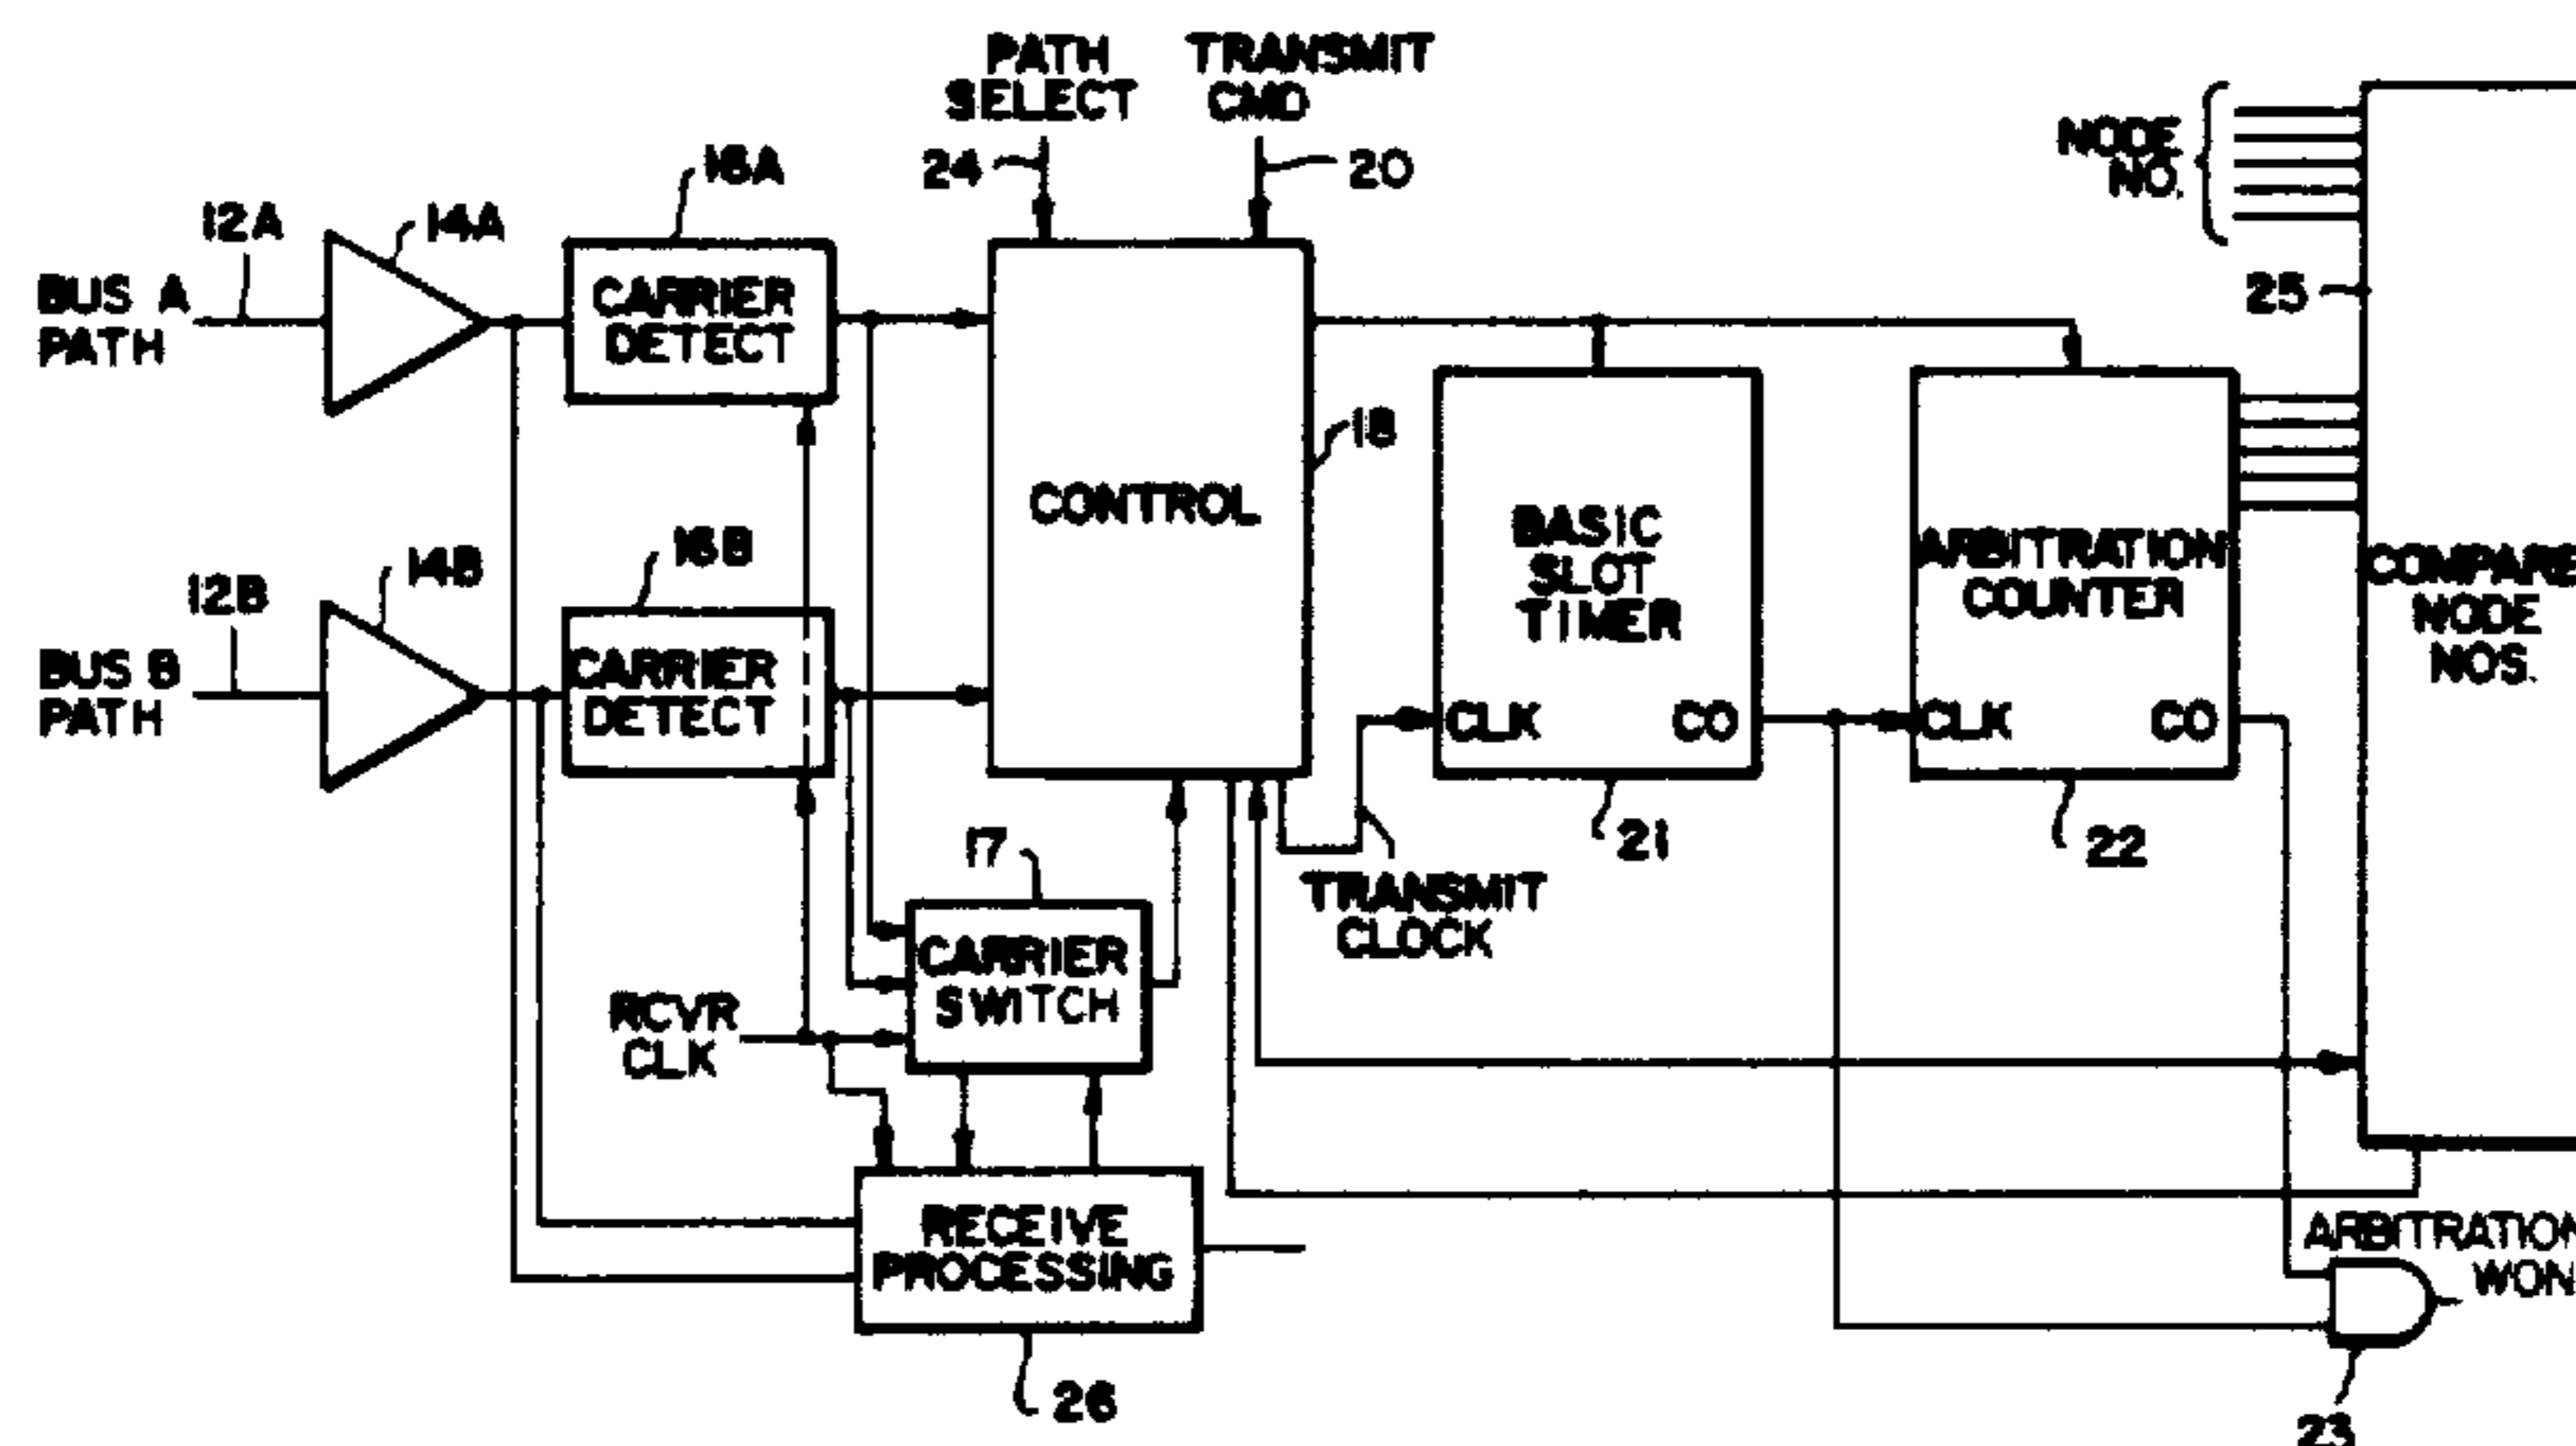 PATH
SELECT
TRANSMIT
CMD
24
20
NODE
NO.
16A
12A
14A
BUS A
PATH
CARRIER
DETECT
25
18
CONTROL
16B
12B
14B
BUS B
PATH
CARRIER
DETECT
BASIC
SLOT
TIMER
CLK
CO
ARBITRATION
COUNTER
CLK
CO
COMPARE
NODE
NOS.
21
22
17
TRANSMIT
CLOCK
CARRIER
SWITCH
RCVR
CLK
RECEIVE
PROCESSING
ARBITRATION
WON
26
23